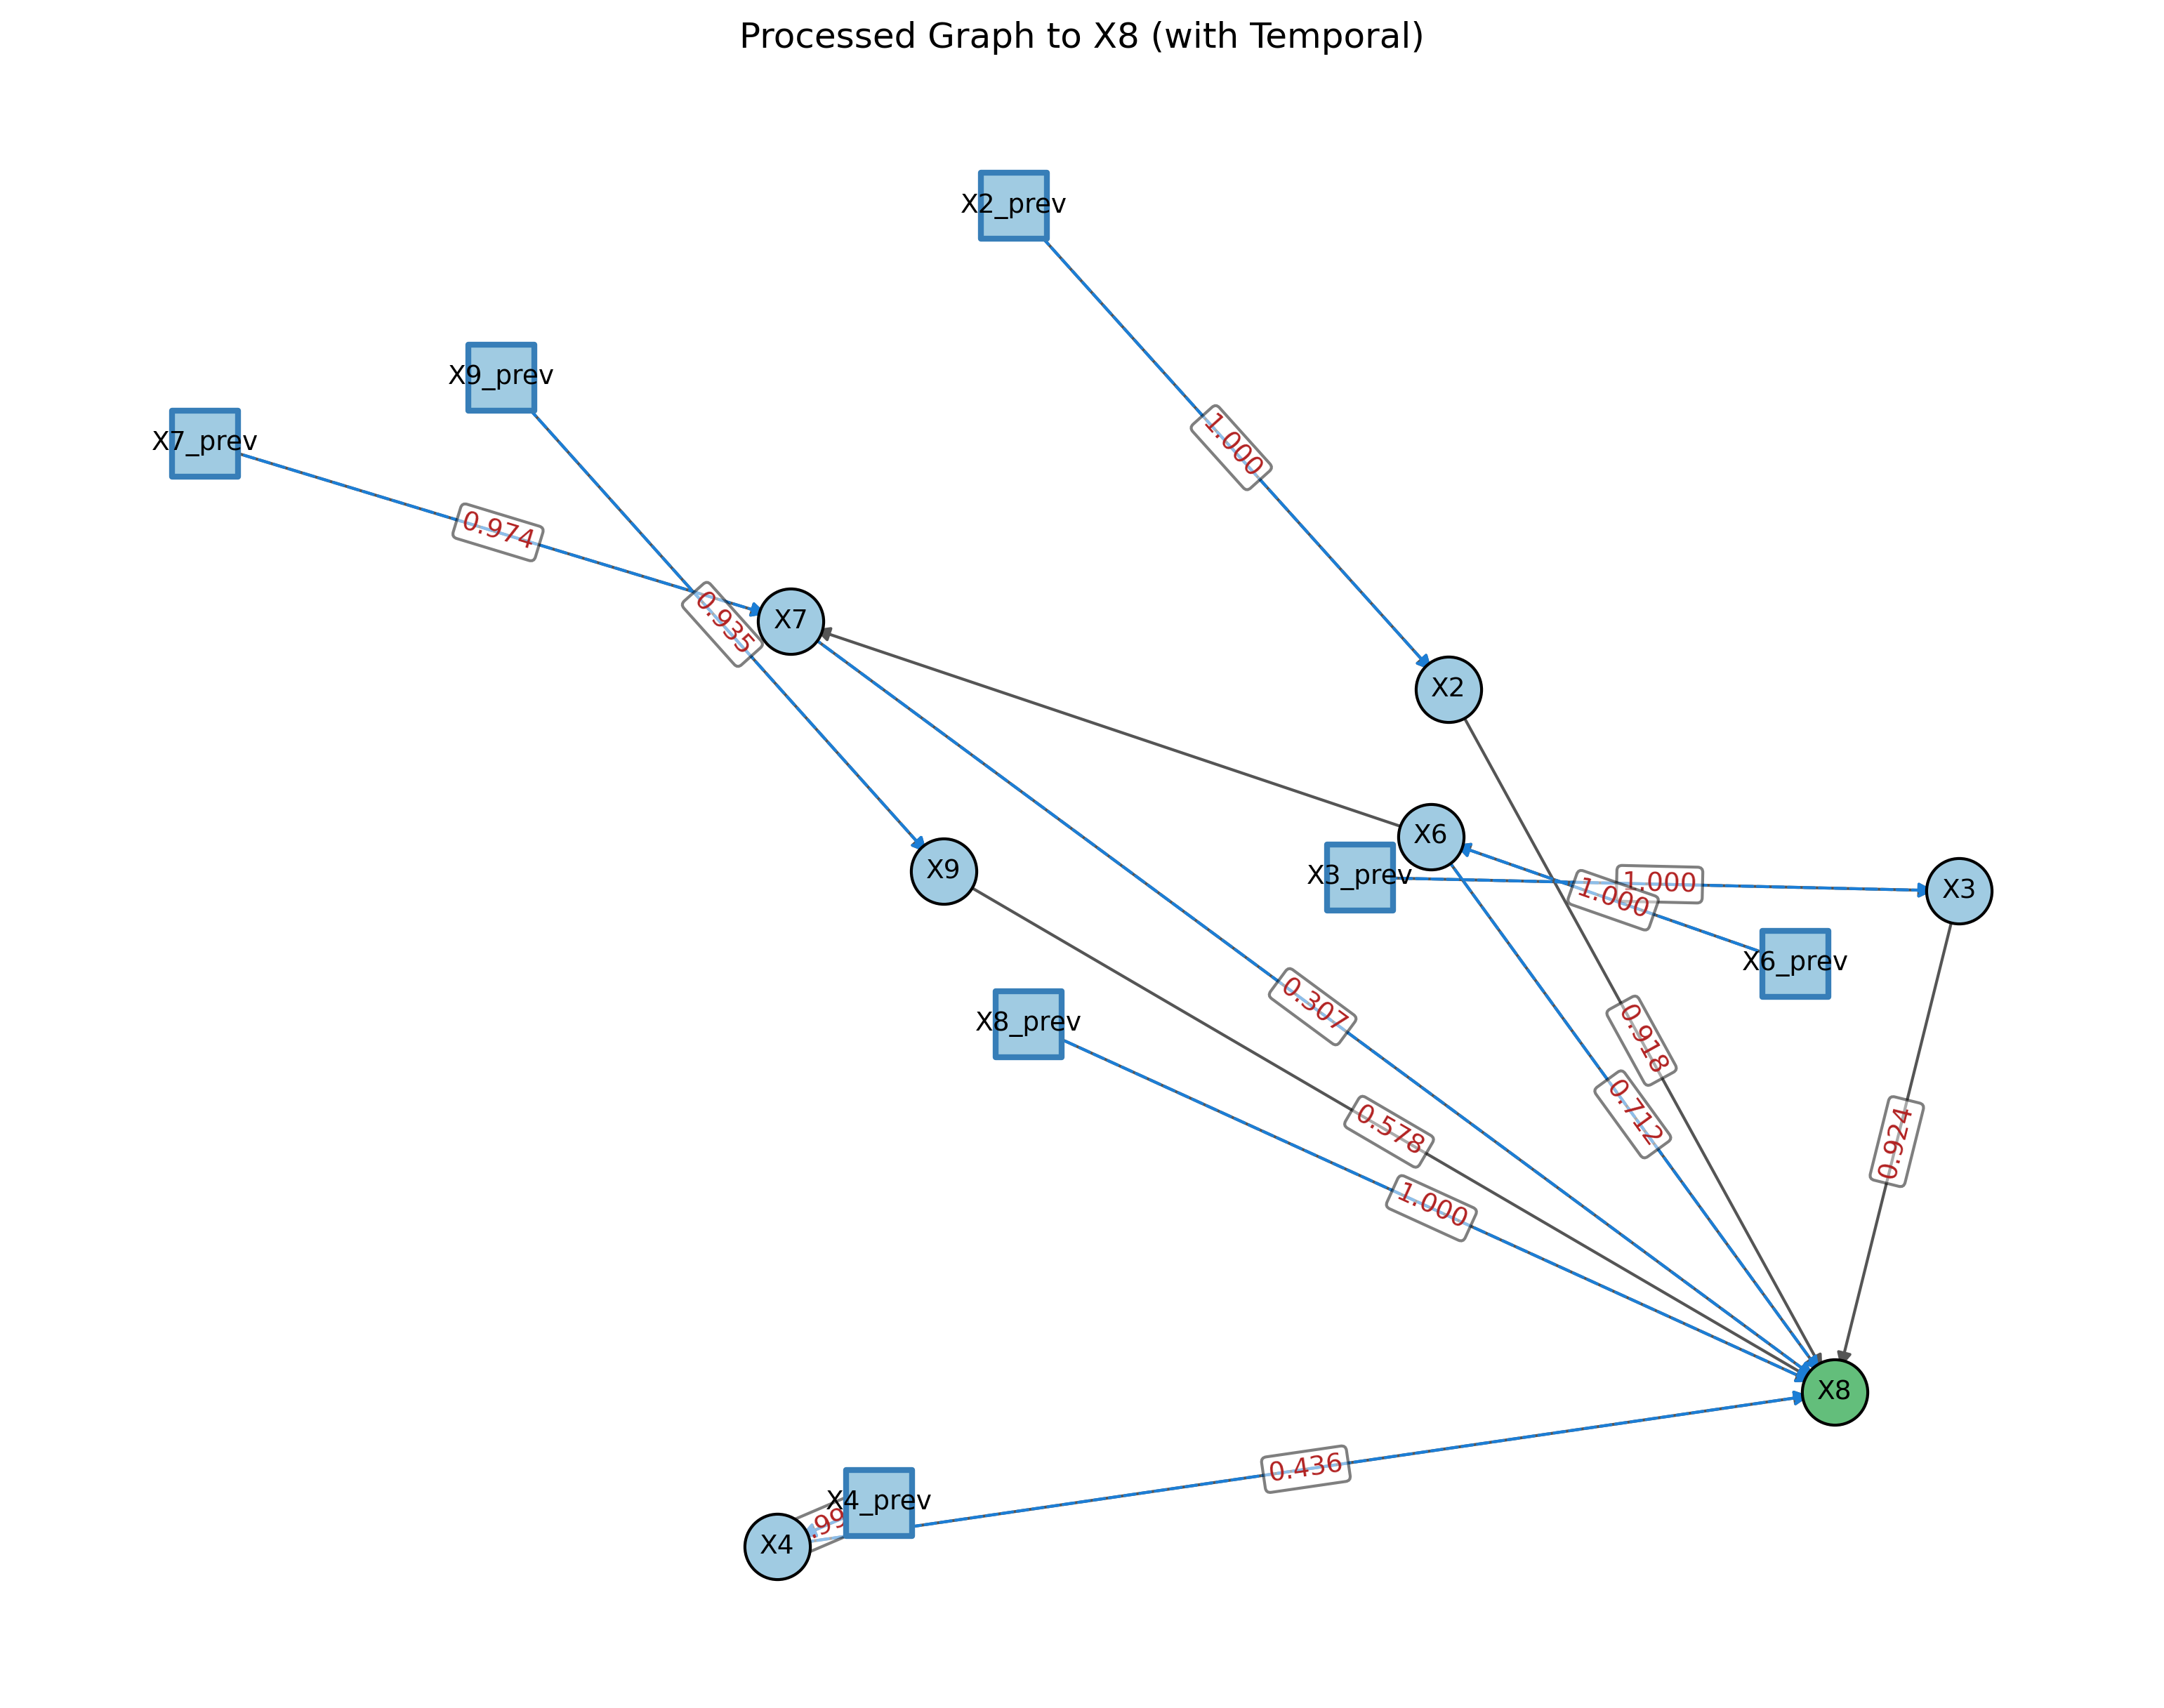 Processed Graph to X8 (with Temporal)
X2_prev
X9_prev
X7_prev
1.000
0.974
0.935
X7
X2
X6
X9
X3_prev
1.000
1.000
X3
X6_prev
0.307
X8_prev
0.918
0.712
0.578
0.924
1.000
X8
0.436
X4_prev
X4